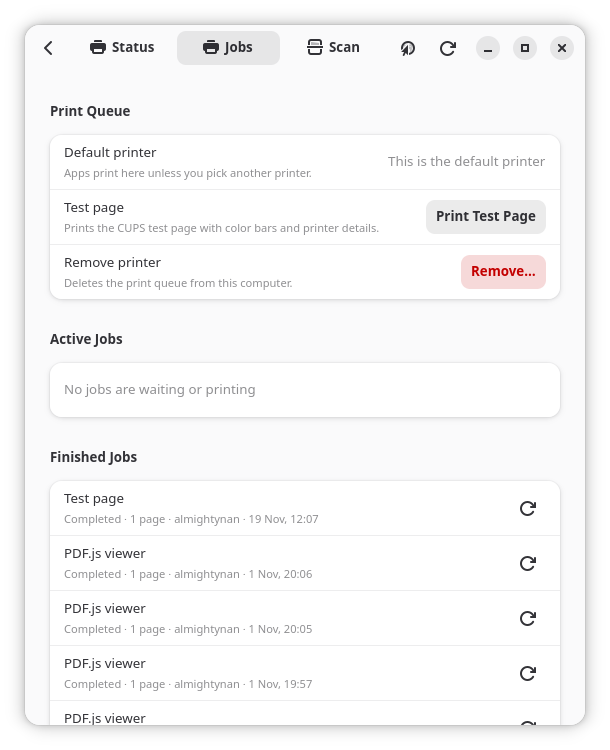 Status
Jobs
Scan
Print Queue
Default printer
Apps print here unless you pick another printer.
This is the default printer
Test page
Prints the CUPS test page with color bars and printer details.
Print Test Page
Remove printer
Deletes the print queue from this computer.
Remove...
Active Jobs
No jobs are waiting or printing
Finished Jobs
Test page
Completed · 1 page · almightynan · 19 Nov, 12:07
PDF.js viewer
Completed · 1 page · almightynan · 1 Nov, 20:06
PDF.js viewer
Completed · 1 page · almightynan · 1 Nov, 20:05
PDF.js viewer
Completed · 1 page · almightynan · 1 Nov, 19:57
PDF.js viewer